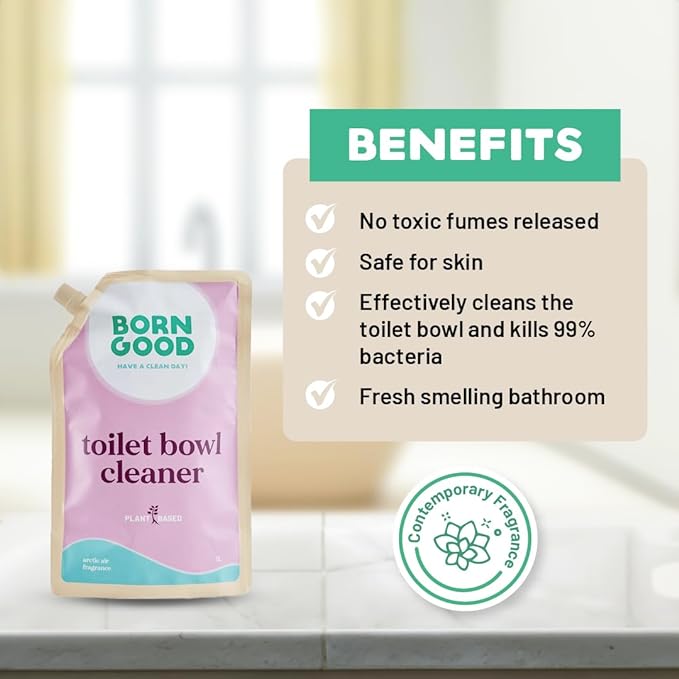 BENEFITS
No toxic fumes released
Safe for skin
Effectively cleans the
toilet bowl and kills 99%
bacteria
Fresh smelling bathroom
BORN
GOOD
HAVE A CLEAN DAY!
toilet bowl
cleaner
PLANT BASED
arctic air
fragrance
1L
Contemporary Fragrance